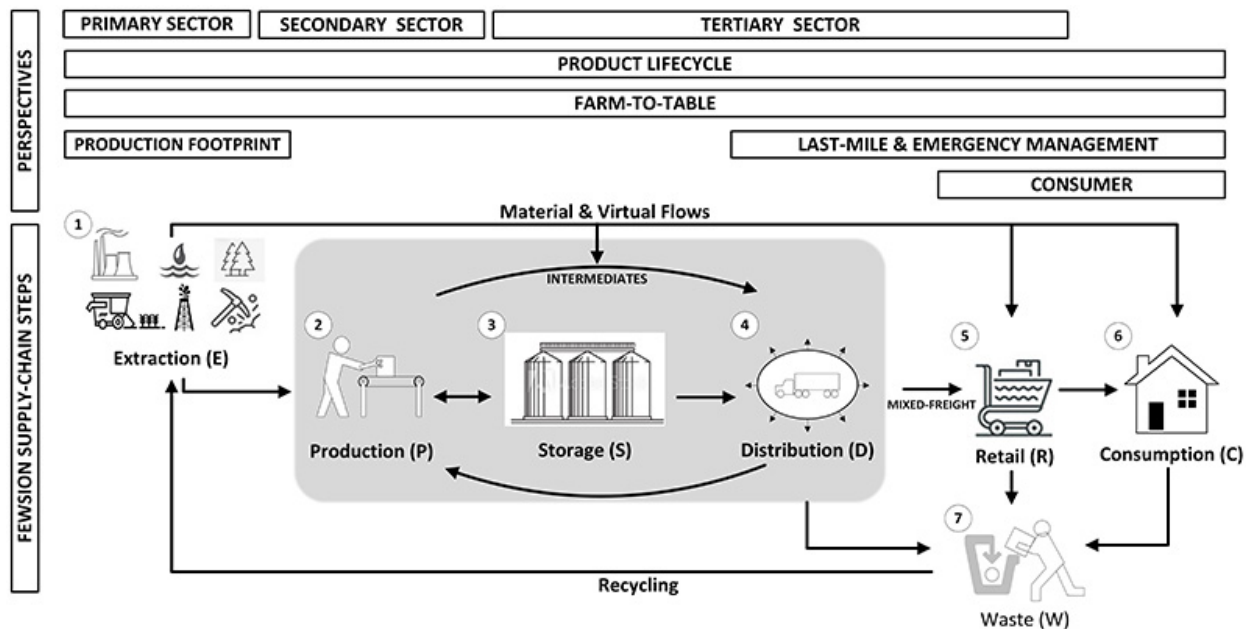 PERSPECTIVES
PRIMARY SECTOR
SECONDARY SECTOR
TERTIARY SECTOR
PRODUCT LIFECYCLE
FARM-TO-TABLE
PRODUCTION FOOTPRINT
LAST-MILE & EMERGENCY MANAGEMENT
CONSUMER
FEWSION SUPPLY-CHAIN STEPS
Material & Virtual Flows
1
Extraction (E)
INTERMEDIATES
2
Production (P)
3
Storage (S)
4
Distribution (D)
MIXED-FREIGHT
5
Retail (R)
6
Consumption (C)
7
Waste (W)
Recycling